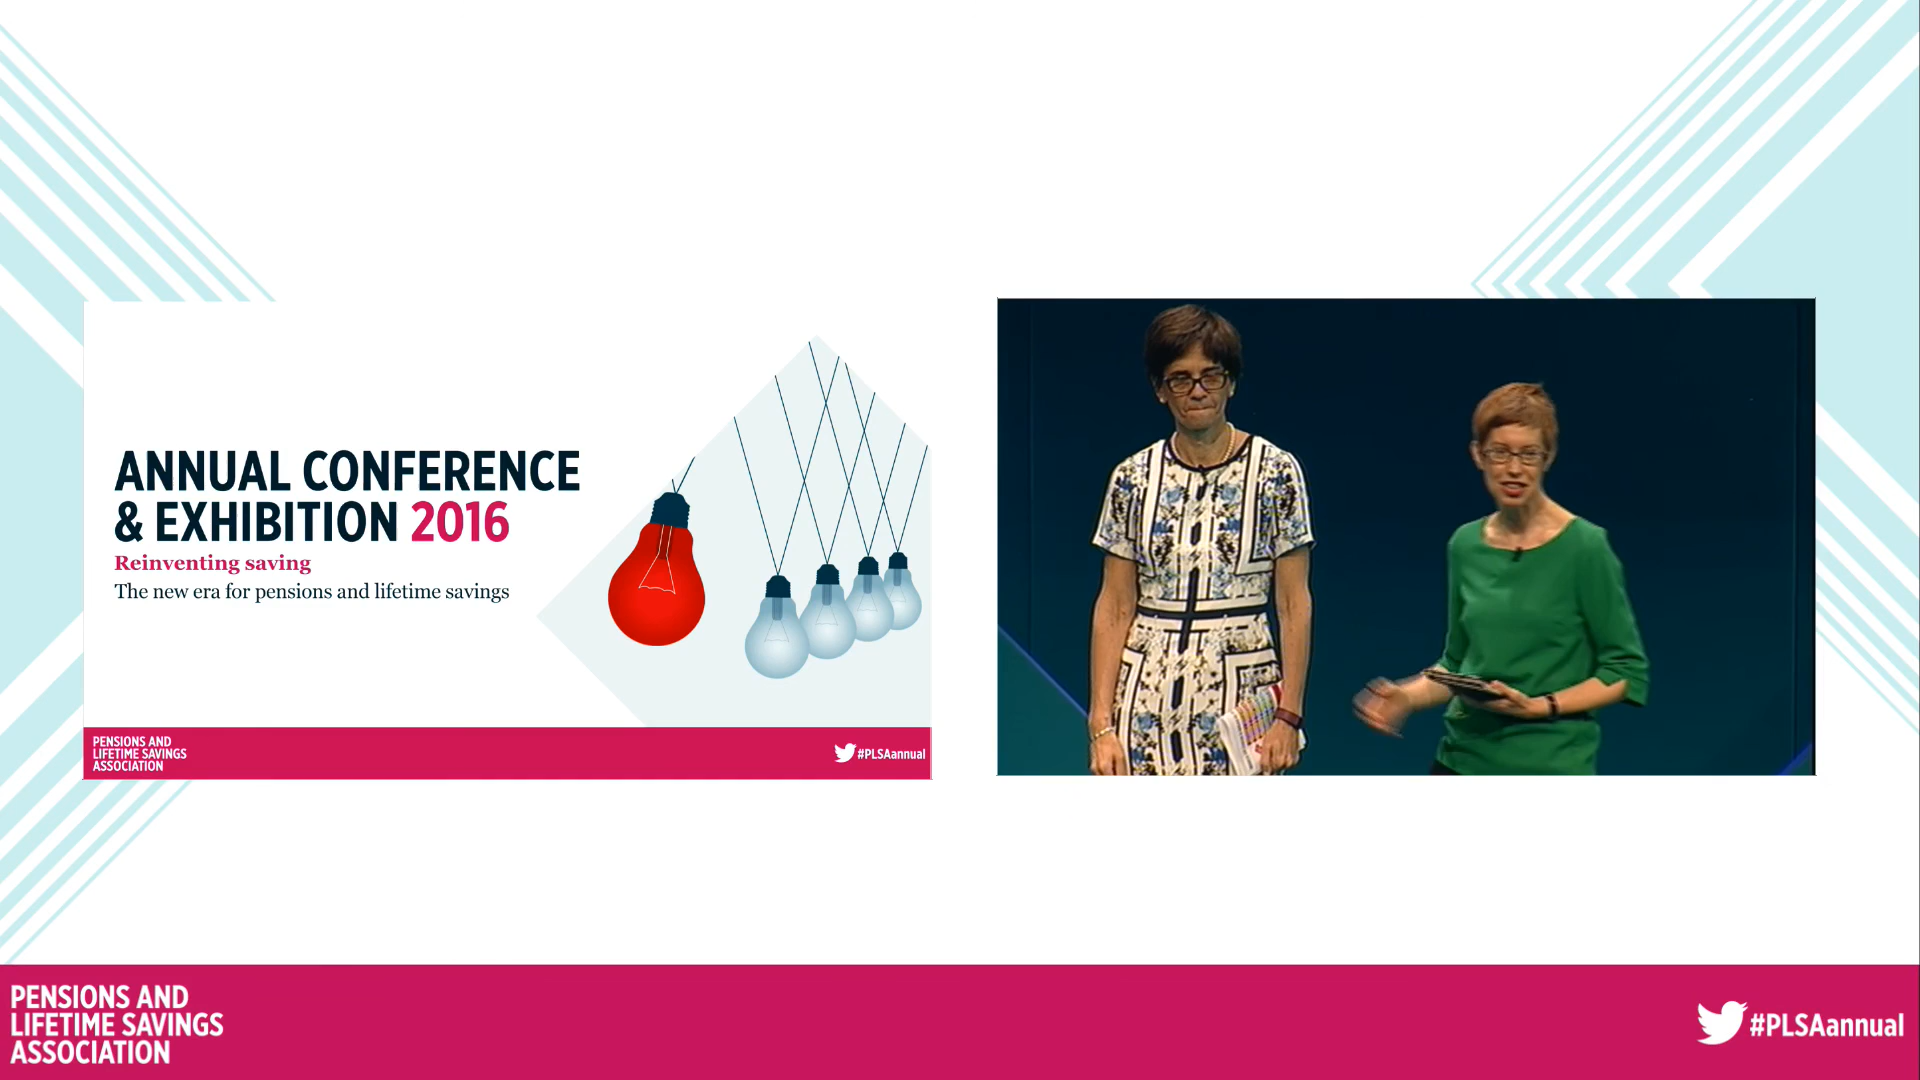 ANNUAL CONFERENCE
& EXHIBITION 2016
Reinventing saving
The new era for pensions and lifetime savings
PENSIONS AND
LIFETIME SAVINGS
ASSOCIATION
#PLSAannual
PENSIONS AND
LIFETIME SAVINGS
ASSOCIATION
#PLSAannual